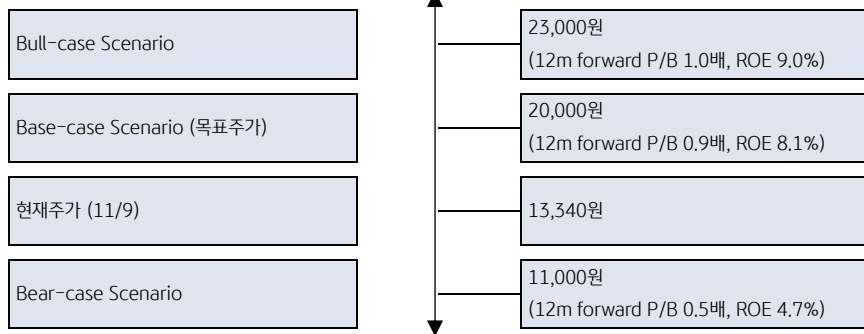 Bull-case Scenario
23,000원
(12m forward P/B 1.0배, ROE 9.0%)
Base-case Scenario (목표주가)
20,000원
(12m forward P/B 0.9배, ROE 8.1%)
현재주가 (11/9)
13,340원
Bear-case Scenario
11,000원
(12m forward P/B 0.5배, ROE 4.7%)